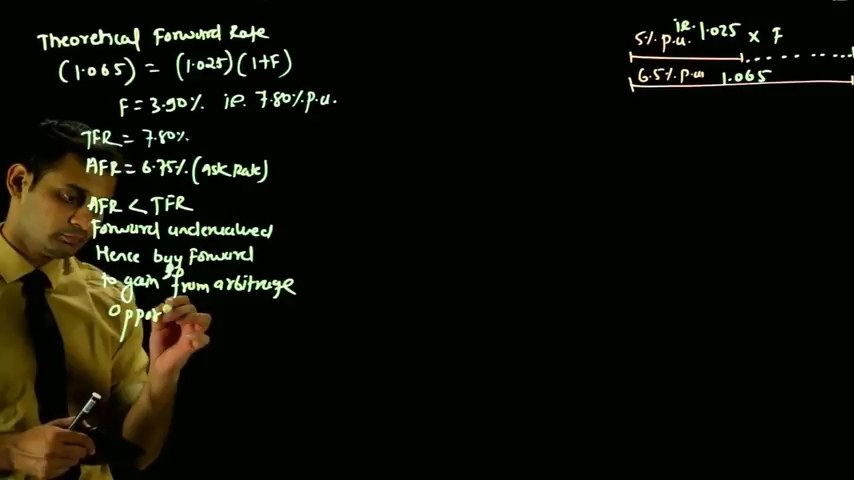 Theoretical Forward Rate
(1.065) = (1.025)(1+F)
F = 3.90% ie. 7.80% p.u.
TFR = 7.80%
AFR = 6.75% (ask Rate)
AFR < TFR
Forward undervalued
Hence buy Forward
to gain from arbitrage
Oppor
ie. 1.025 x F
5% p.u.
6.5% p.u 1.065